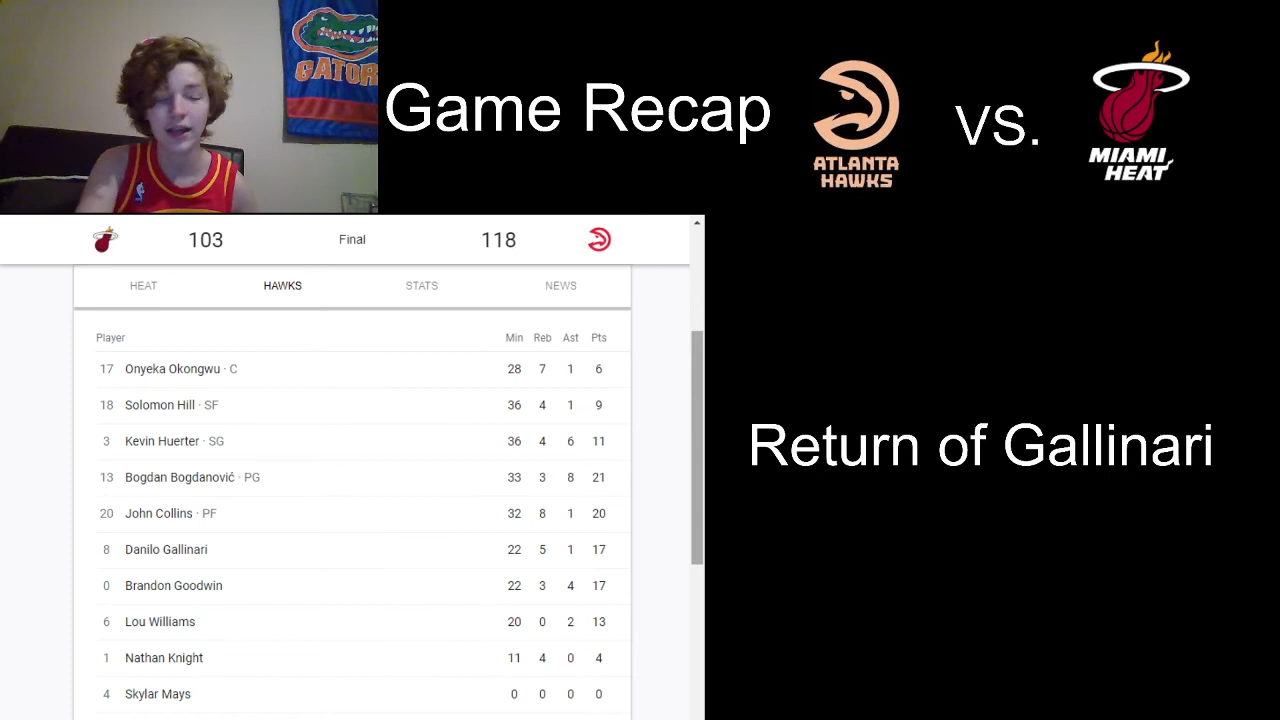 GATOR
Game Recap
ATLANTA
HAWKS
VS.
MIAMI
HEAT
103 Final 118
HEAT HAWKS STATS NEWS
Player Min Reb Ast Pts
17 Onyeka Okongwu · C 28 7 1 6
18 Solomon Hill · SF 36 4 1 9
3 Kevin Huerter · SG 36 4 6 11
13 Bogdan Bogdanović · PG 33 3 8 21
20 John Collins · PF 32 8 1 20
8 Danilo Gallinari 22 5 1 17
0 Brandon Goodwin 22 3 4 17
6 Lou Williams 20 0 2 13
1 Nathan Knight 11 4 0 4
4 Skylar Mays 0 0 0 0
Return of Gallinari